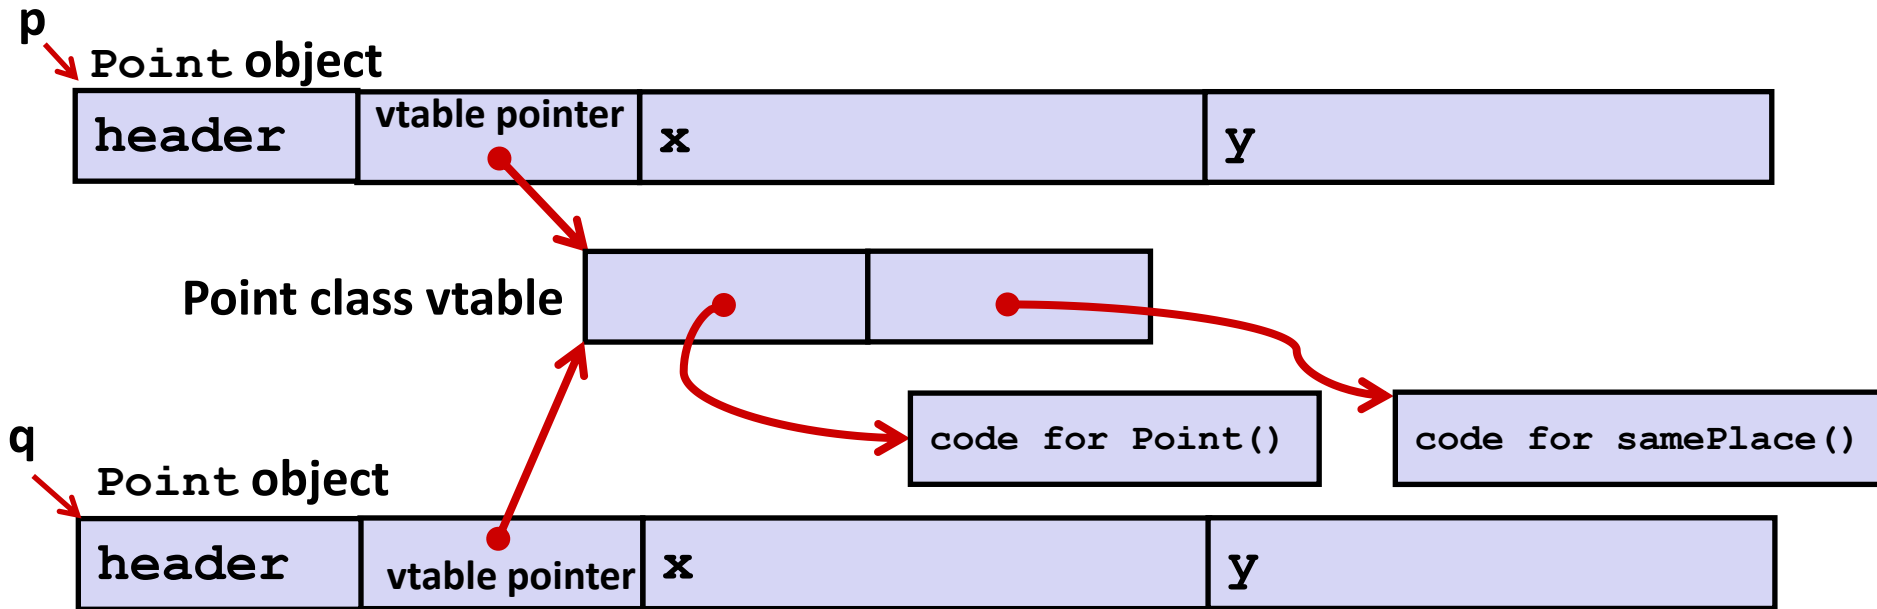 p
Point object
header
vtable pointer
x
y
Point class vtable
code for Point()
code for samePlace()
q
Point object
header
vtable pointer
x
y